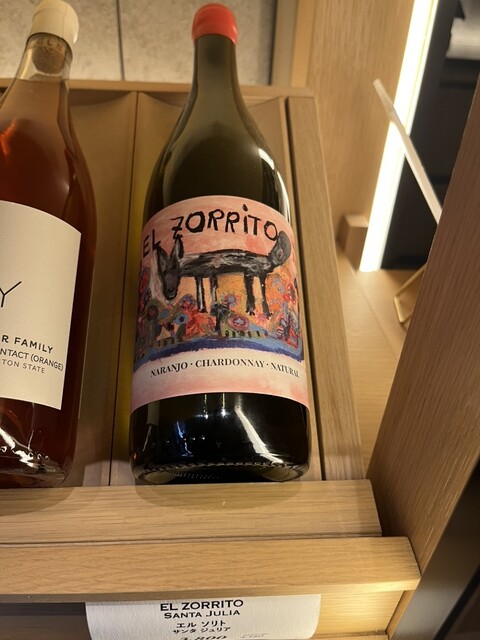 EL ZORRITO
NARANJO · CHARDONNAY · NATURAL
Y
R FAMILY
NTACT (ORANGE)
TON STATE
EL ZORRITO
SANTA JULIA
エル ゾリト
サンタ ジュリア